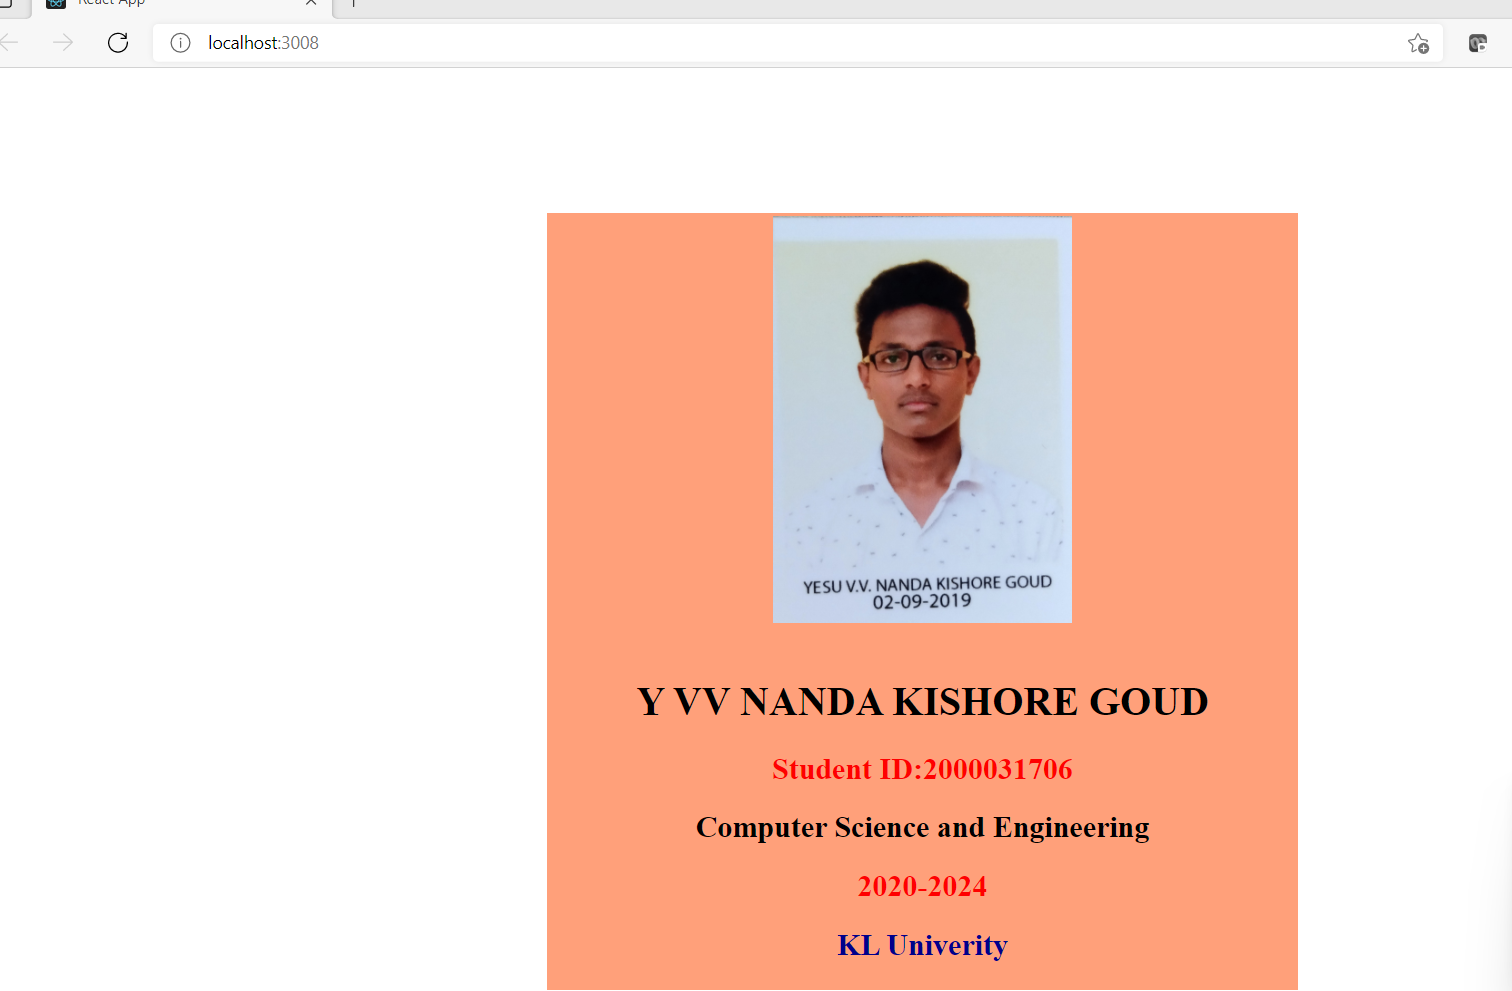 React App
localhost:3008
YESU V.V. NANDA KISHORE GOUD
02-09-2019
Y VV NANDA KISHORE GOUD
Student ID:2000031706
Computer Science and Engineering
2020-2024
KL Univerity